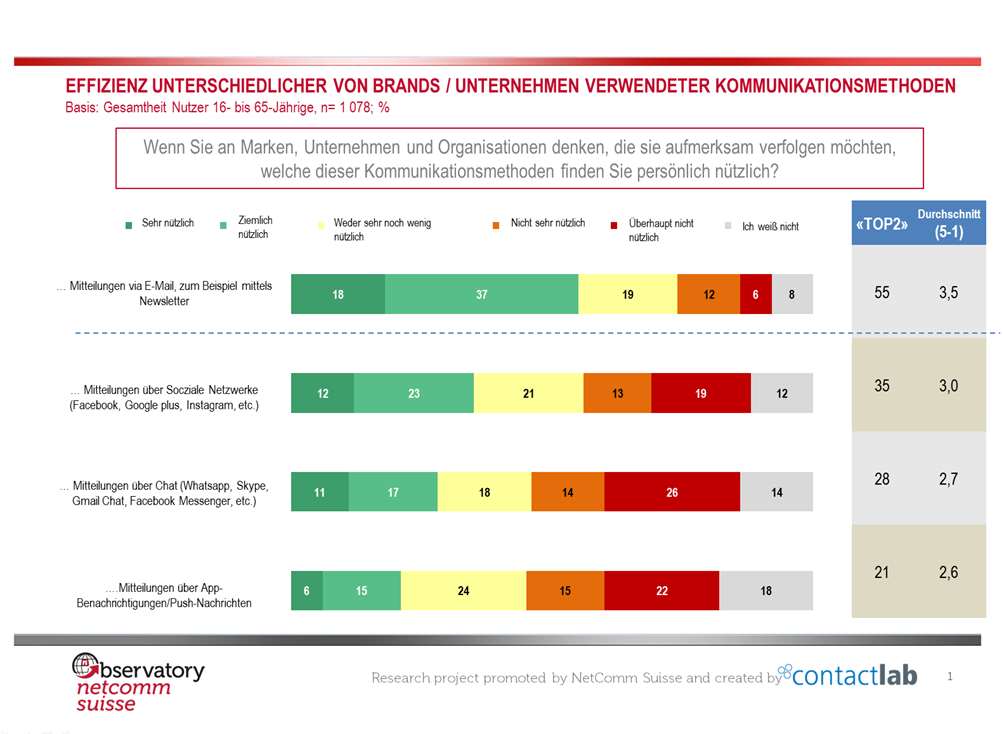 EFFIZIENZ UNTERSCHIEDLICHER VON BRANDS / UNTERNEHMEN VERWENDETER KOMMUNIKATIONSMETHODEN
Basis: Gesamtheit Nutzer 16- bis 65-Jährige, n= 1 078; %
Wenn Sie an Marken, Unternehmen und Organisationen denken, die sie aufmerksam verfolgen möchten,
welche dieser Kommunikationsmethoden finden Sie persönlich nützlich?
Sehr nützlich
Ziemlich
nützlich
Weder sehr noch wenig
nützlich
Nicht sehr nützlich
Überhaupt nicht
nützlich
Ich weiß nicht
«TOP2»
Durchschnitt
(5-1)
… Mitteilungen via E-Mail, zum Beispiel mittels
Newsletter
18 37 19 12 6 8
55 3,5
… Mitteilungen über Socziale Netzwerke
(Facebook, Google plus, Instagram, etc.)
12 23 21 13 19 12
35 3,0
… Mitteilungen über Chat (Whatsapp, Skype,
Gmail Chat, Facebook Messenger, etc.)
11 17 18 14 26 14
28 2,7
….Mitteilungen über App-
Benachrichtigungen/Push-Nachrichten
6 15 24 15 22 18
21 2,6
Observatory
netcomm
suisse
Research project promoted by NetComm Suisse and created by
contactlab
1